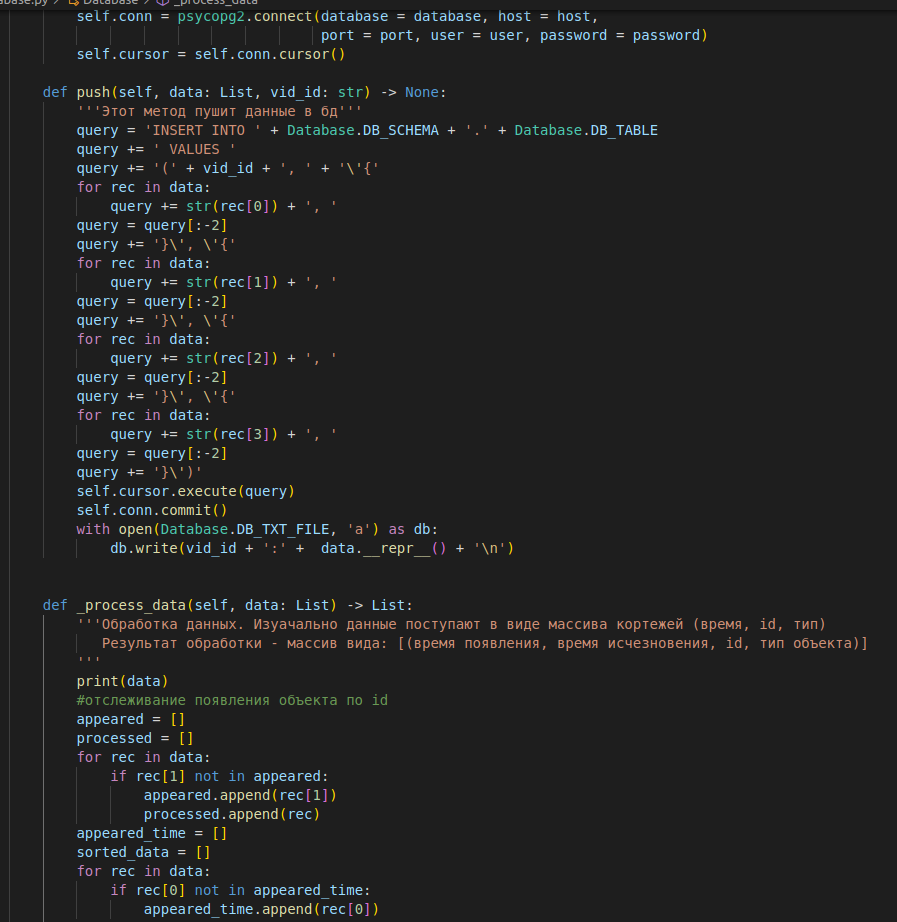 abase.py > Database > _process_data
self.conn = psycopg2.connect(database = database, host = host,
port = port, user = user, password = password)
self.cursor = self.conn.cursor()
def push(self, data: List, vid_id: str) -> None:
'''Этот метод пушит данные в бд'''
query = 'INSERT INTO ' + Database.DB_SCHEMA + '.' + Database.DB_TABLE
query += ' VALUES '
query += '(' + vid_id + ', ' + '\'{'
for rec in data:
query += str(rec[0]) + ', '
query = query[:-2]
query += '}\', \'{'
for rec in data:
query += str(rec[1]) + ', '
query = query[:-2]
query += '}\', \'{'
for rec in data:
query += str(rec[2]) + ', '
query = query[:-2]
query += '}\', \'{'
for rec in data:
query += str(rec[3]) + ', '
query = query[:-2]
query += '}\')'
self.cursor.execute(query)
self.conn.commit()
with open(Database.DB_TXT_FILE, 'a') as db:
db.write(vid_id + ':' +  data.__repr__() + '\n')
def _process_data(self, data: List) -> List:
'''Обработка данных. Изуачально данные поступают в виде массива кортежей (время, id, тип)
Результат обработки - массив вида: [(время появления, время исчезновения, id, тип объекта)]
'''
print(data)
#отслеживание появления объекта по id
appeared = []
processed = []
for rec in data:
if rec[1] not in appeared:
appeared.append(rec[1])
processed.append(rec)
appeared_time = []
sorted_data = []
for rec in data:
if rec[0] not in appeared_time:
appeared_time.append(rec[0])